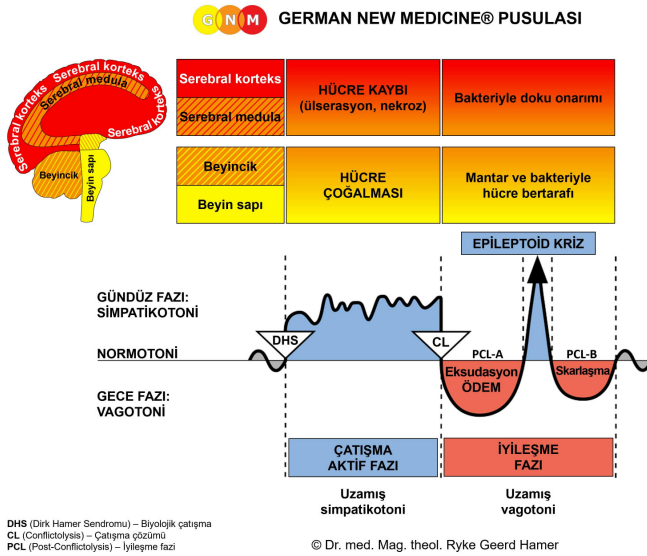 GNM GERMAN NEW MEDICINE® PUSULASI
Serebral korteks
Serebral korteks
Serebral korteks
Serebral korteks
Serebral medula
Beyincik
Beyin sapı
Serebral korteks
Serebral medula
HÜCRE KAYBI
(ülserasyon, nekroz)
Bakteriyle doku onarımı
Beyincik
Beyin sapı
HÜCRE
ÇOĞALMASI
Mantar ve bakteriyle
hücre bertarafı
EPİLEPTOİD KRİZ
GÜNDÜZ FAZI:
SİMPATİKOTONİ
DHS
CL
NORMOTONİ
PCL-A
PCL-B
Eksudasyon
ÖDEM
Skarlaşma
GECE FAZI:
VAGOTONİ
ÇATIŞMA
AKTİF FAZI
İYİLEŞME
FAZI
Uzamış
simpatikotoni
Uzamış
vagotoni
DHS (Dirk Hamer Sendromu) – Biyolojik çatışma
CL (Conflictolysis) – Çatışma çözümü
PCL (Post-Conflictolysis) – İyileşme fazi
© Dr. med. Mag. theol. Ryke Geerd Hamer